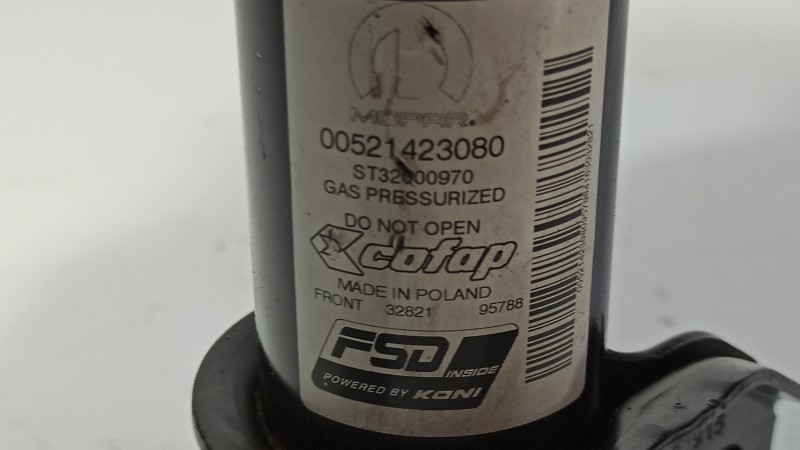 MOPAR.
00521423080
ST32000970
GAS PRESSURIZED
DO NOT OPEN
cofap
MADE IN POLAND
FRONT 32821 95788
FSD INSIDE
POWERED BY KONI